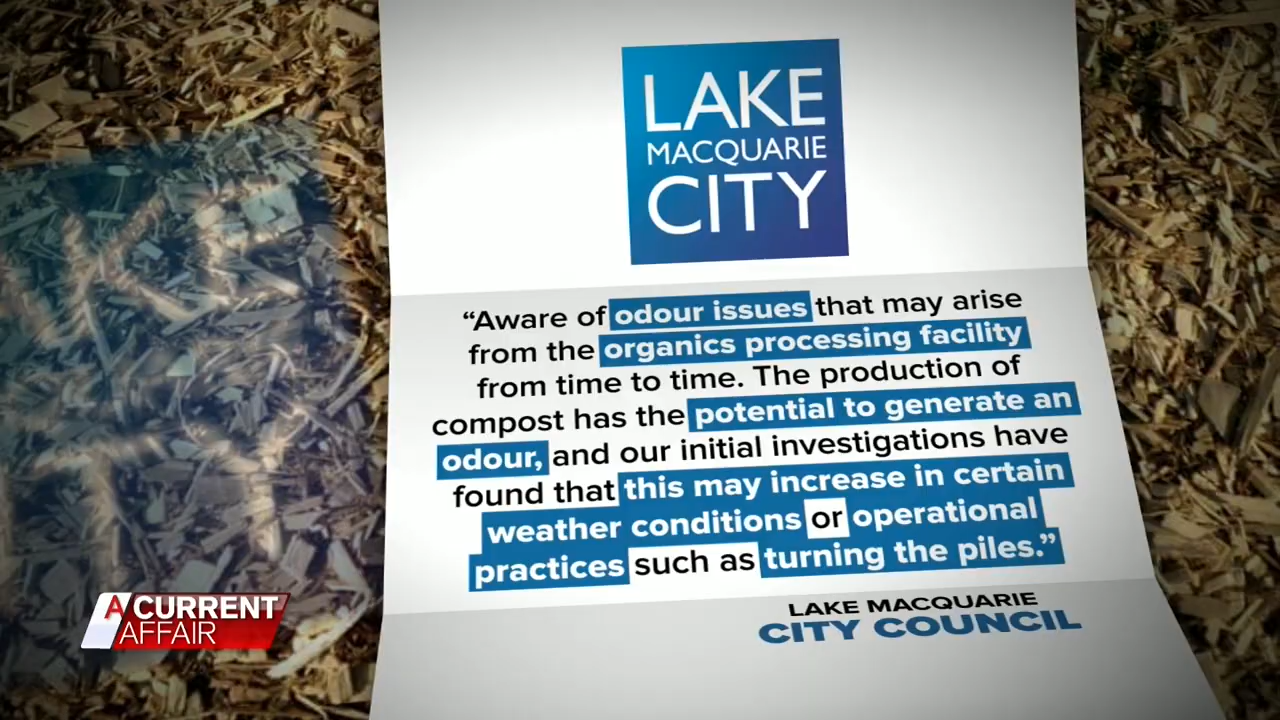 LAKE
MACQUARIE
CITY
“Aware of odour issues that may arise
from the organics processing facility
from time to time. The production of
compost has the potential to generate an
odour, and our initial investigations have
found that this may increase in certain
weather conditions or operational
practices such as turning the piles.”
LAKE MACQUARIE
CITY COUNCIL
A CURRENT
AFFAIR